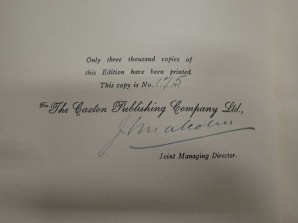 Only three thousand copies of
this Edition have been printed.
This copy is No. 175
For The Caxton Publishing Company Ltd.,
Joint Managing Director.